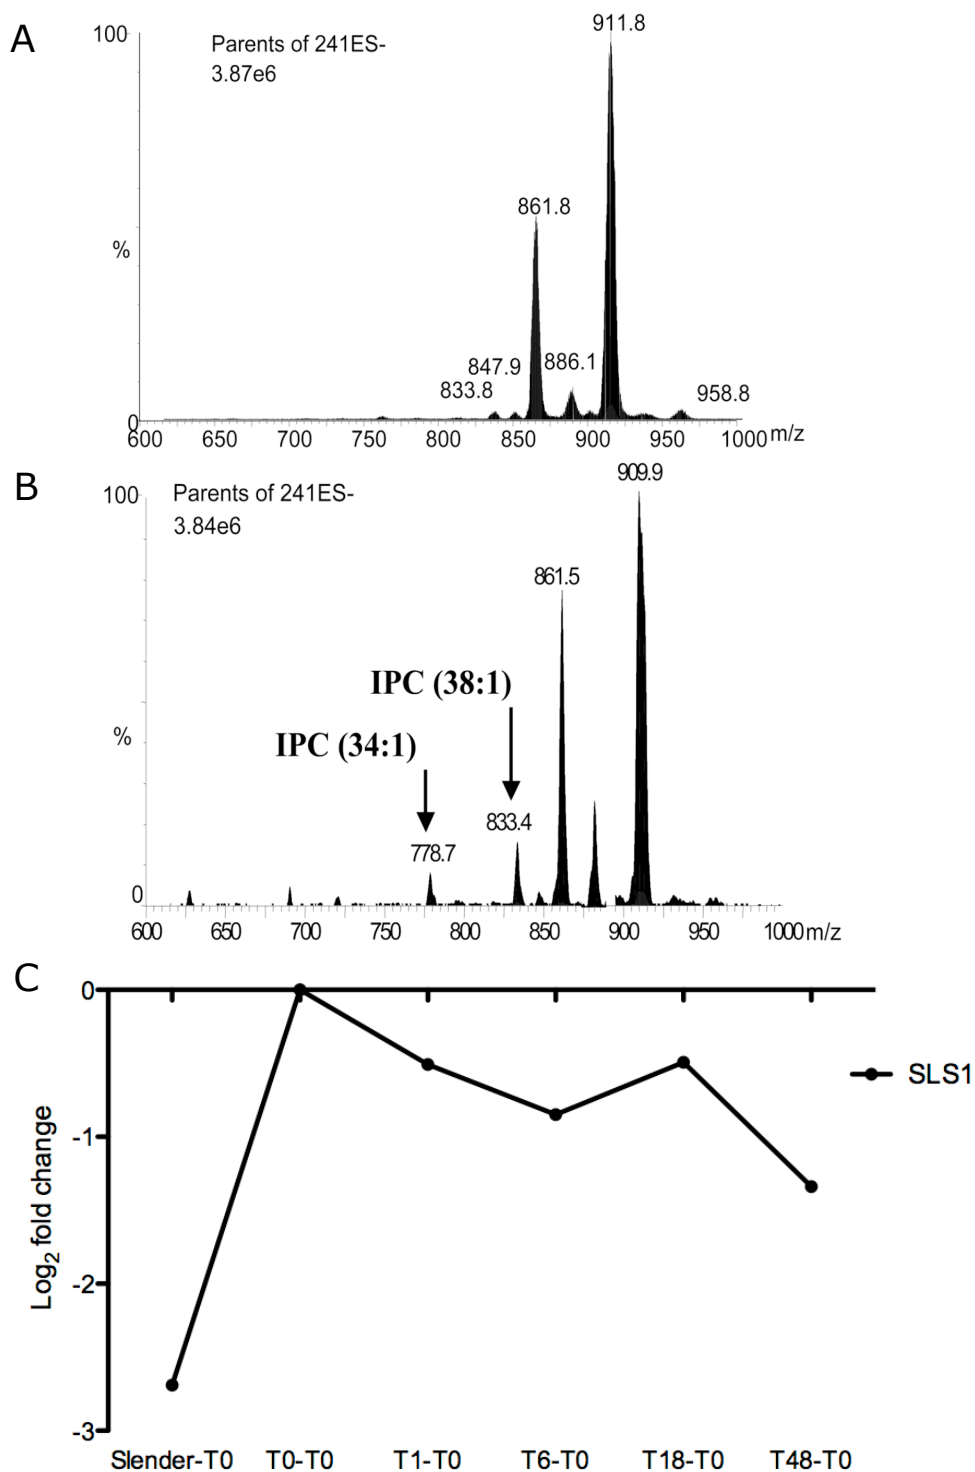 A
100
Parents of 241ES-
3.87e6
911.8
861.8
%
847.9
886.1
833.8
958.8
0
600 650 700 750 800 850 900 950 1000 m/z
B
100
Parents of 241ES-
3.84e6
909.9
861.5
IPC (38:1)
IPC (34:1)
%
833.4
778.7
0
600 650 700 750 800 850 900 950 1000 m/z
C
0
SLS1
-1
Log2 fold change
-2
-3
Slender-T0 T0-T0 T1-T0 T6-T0 T18-T0 T48-T0